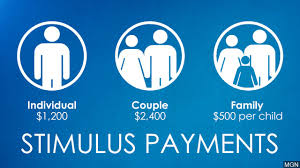 Individual
$1,200
Couple
$2,400
Family
$500 per child
STIMULUS PAYMENTS
MGN